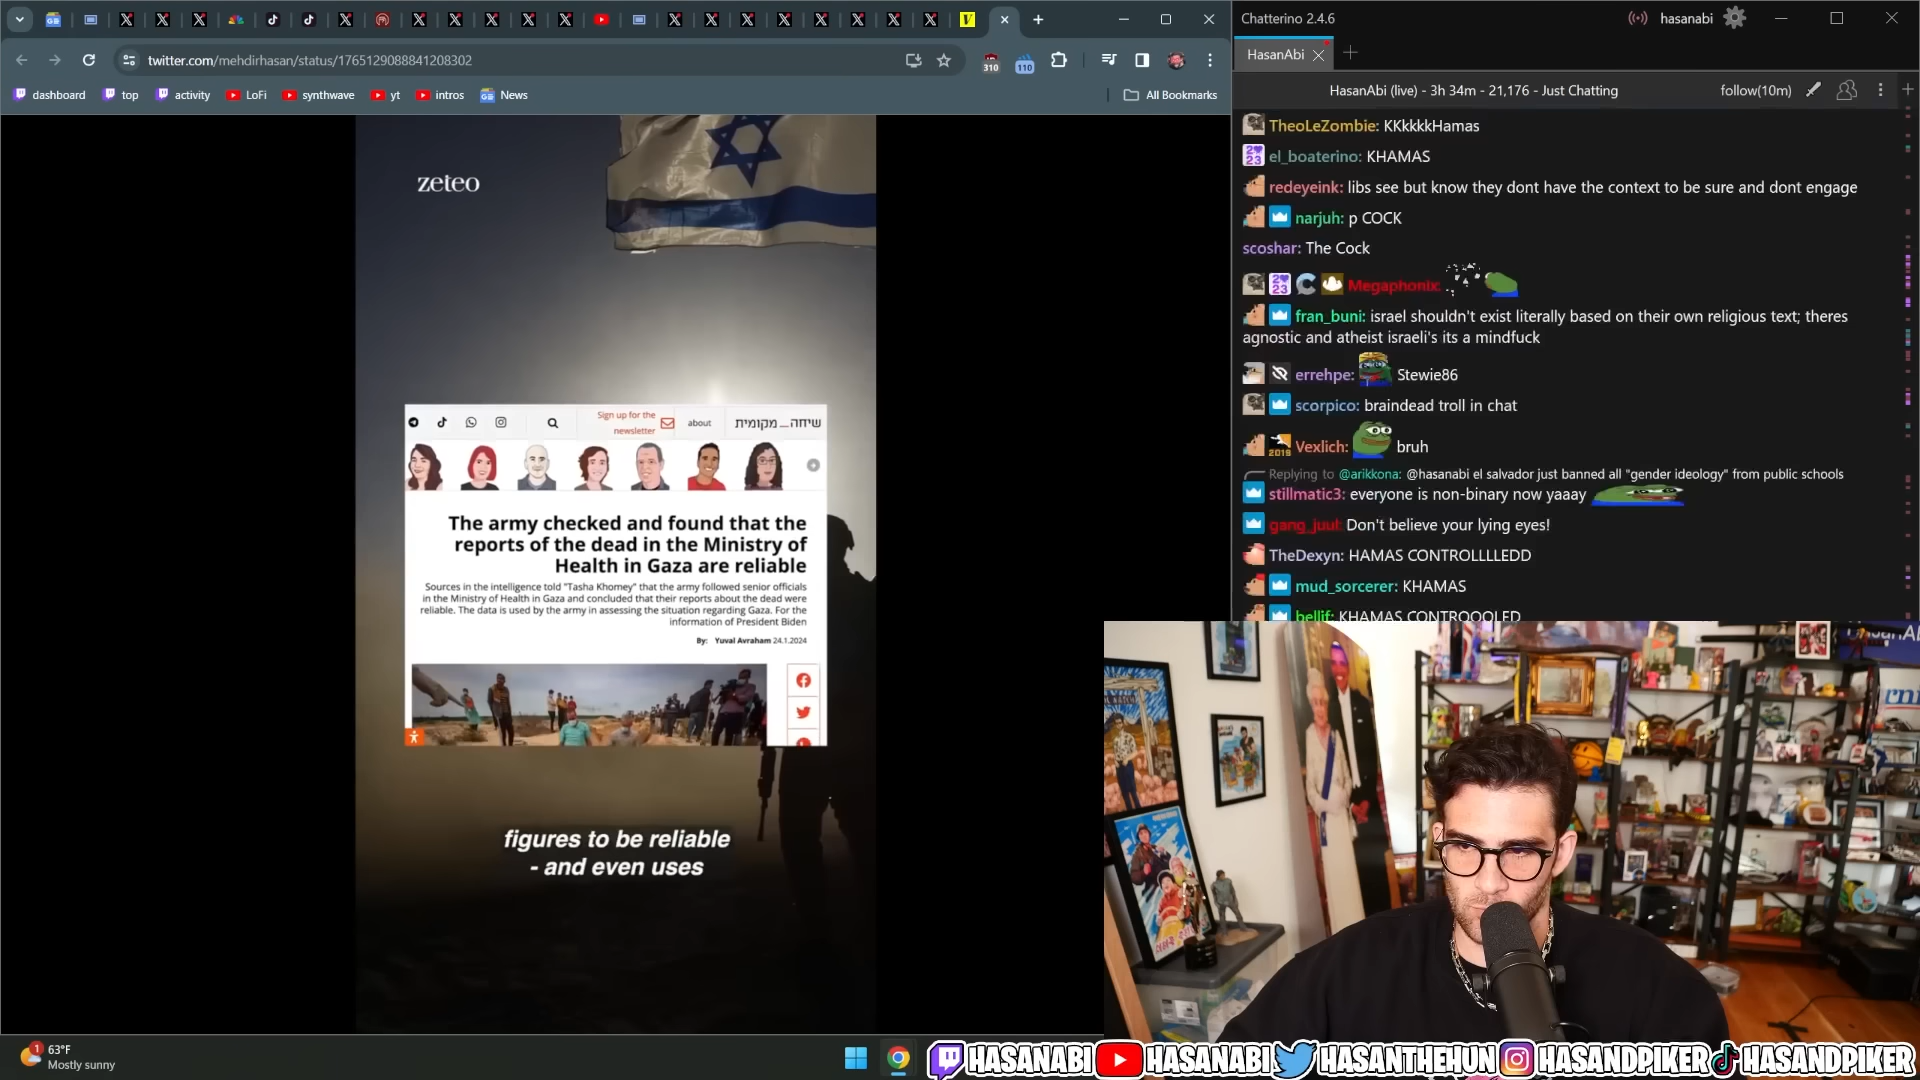 twitter.com/mehdirhasan/status/1765129088841208302
310
110
dashboard
top
activity
LoFi
synthwave
yt
intros
News
All Bookmarks
zeteo
Sign up for the
newsletter
about
שיחה ... מקומית
The army checked and found that the
reports of the dead in the Ministry of
Health in Gaza are reliable
Sources in the intelligence told "Tasha Khomey" that the army followed senior officials
in the Ministry of Health in Gaza and concluded that their reports about the dead were
reliable. The data is used by the army in assessing the situation regarding Gaza. For the
information of President Biden
By: Yuval Avraham 24.1.2024
figures to be reliable
- and even uses
1
63°F
Mostly sunny
Chatterino 2.4.6
hasanabi
HasanAbi
HasanAbi (live) - 3h 34m - 21,176 - Just Chatting
follow(10m)
TheoLeZombie: KKkkkkHamas
el_boaterino: KHAMAS
redeyeink: libs see but know they dont have the context to be sure and dont engage
narjuh: p COCK
scoshar: The Cock
Megaphonix:
fran_buni: israel shouldn't exist literally based on their own religious text; theres
agnostic and atheist israeli's its a mindfuck
errehpe: Stewie86
scorpico: braindead troll in chat
2019 Vexlich: bruh
Replying to @arikkona: @hasanabi el salvador just banned all "gender ideology" from public schools
stillmatic3: everyone is non-binary now yaaay
gang_juul: Don't believe your lying eyes!
TheDexyn: HAMAS CONTROLLLLEDD
mud_sorcerer: KHAMAS
bellif: KHAMAS CONTROOOLED
HASANABI
HASANABI
HASANTHEHUN
HASANDPIKER
HASANDPIKER